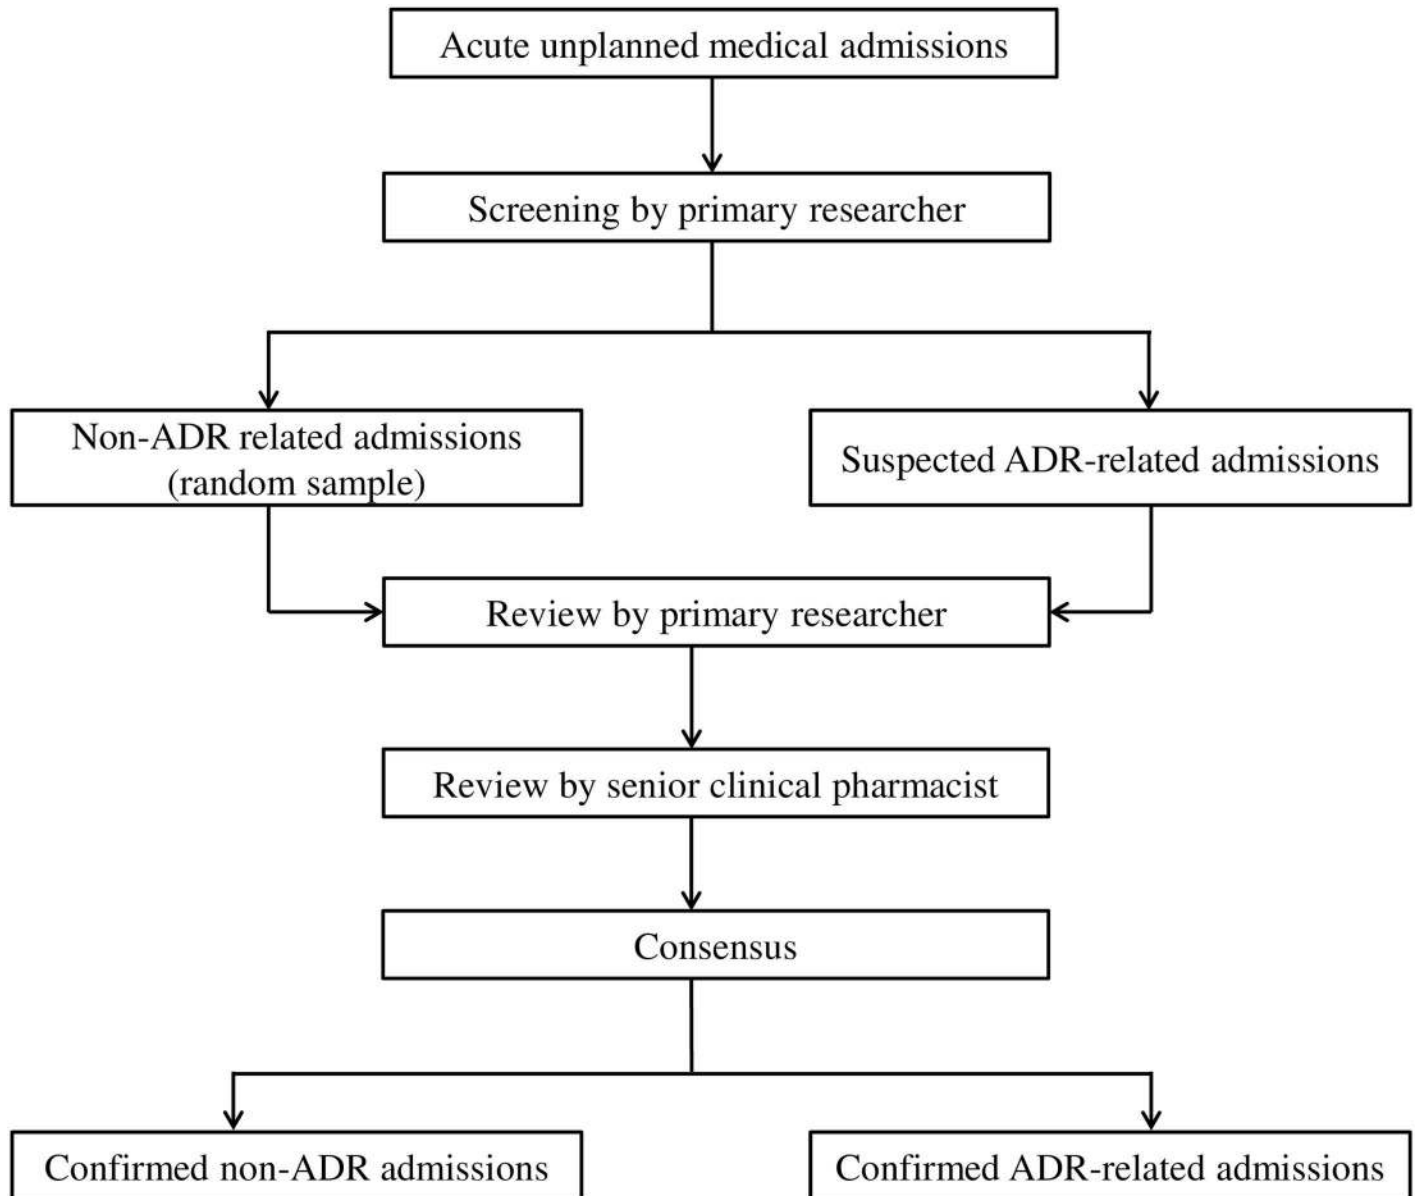 Acute unplanned medical admissions
Screening by primary researcher
Non-ADR related admissions
(random sample)
Suspected ADR-related admissions
Review by primary researcher
Review by senior clinical pharmacist
Consensus
Confirmed non-ADR admissions
Confirmed ADR-related admissions